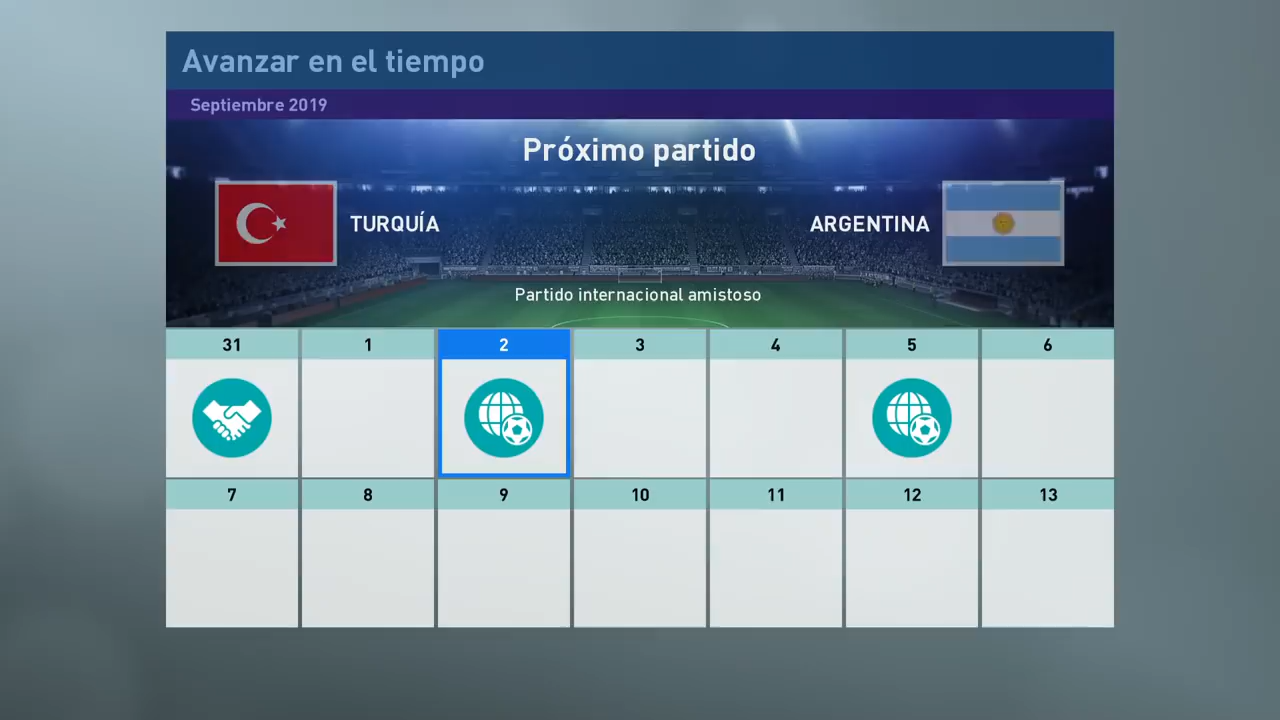 Avanzar en el tiempo
Septiembre 2019
Próximo partido
TURQUÍA
ARGENTINA
Partido internacional amistoso
31 1 2 3 4 5 6
7 8 9 10 11 12 13